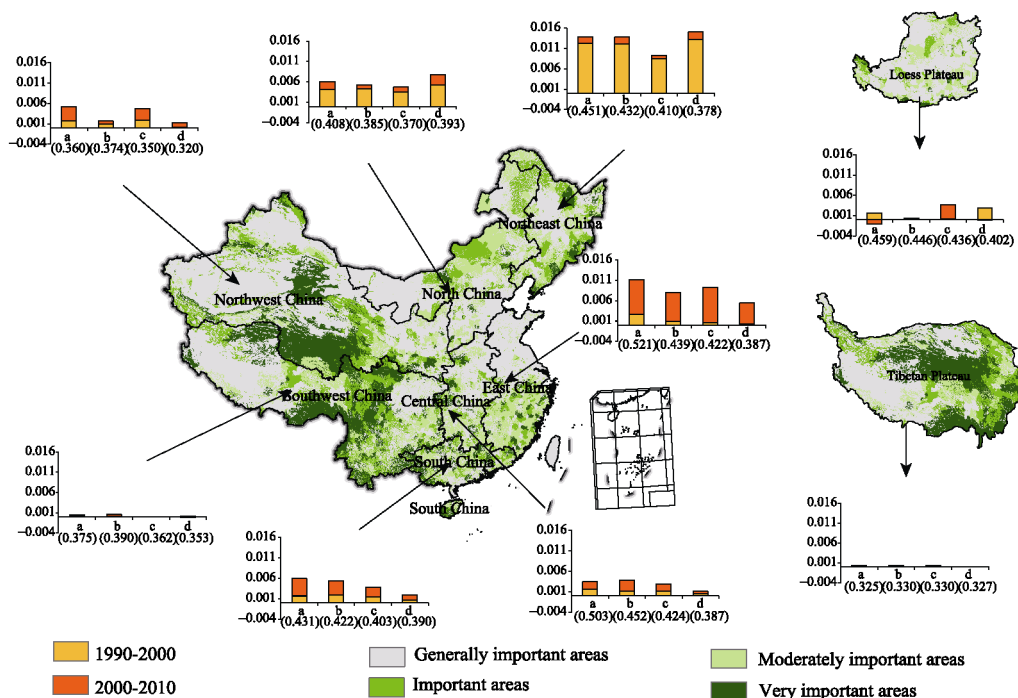 0.016
0.011
0.006
0.001
−0.004
a b c d
(0.360)(0.374)(0.350)(0.320)
0.016
0.011
0.006
0.001
−0.004
a b c d
(0.408)(0.385)(0.370)(0.393)
0.016
0.011
0.006
0.001
−0.004
a b c d
(0.451)(0.432)(0.410)(0.378)
Loess Plateau
0.016
0.011
0.006
0.001
−0.004
a b c d
(0.459)(0.446)(0.436)(0.402)
Northeast China
North China
Northwest China
East China
Southwest China
Central China
South China
South China
0.016
0.011
0.006
0.001
−0.004
a b c d
(0.521)(0.439)(0.422)(0.387)
Tibetan Plateau
0.016
0.011
0.006
0.001
−0.004
a b c d
(0.375)(0.390)(0.362)(0.353)
0.016
0.011
0.006
0.001
−0.004
a b c d
(0.431)(0.422)(0.403)(0.390)
0.016
0.011
0.006
0.001
−0.004
a b c d
(0.503)(0.452)(0.424)(0.387)
0.016
0.011
0.006
0.001
−0.004
a b c d
(0.325)(0.330)(0.330)(0.327)
1990-2000
2000-2010
Generally important areas
Important areas
Moderately important areas
Very important areas